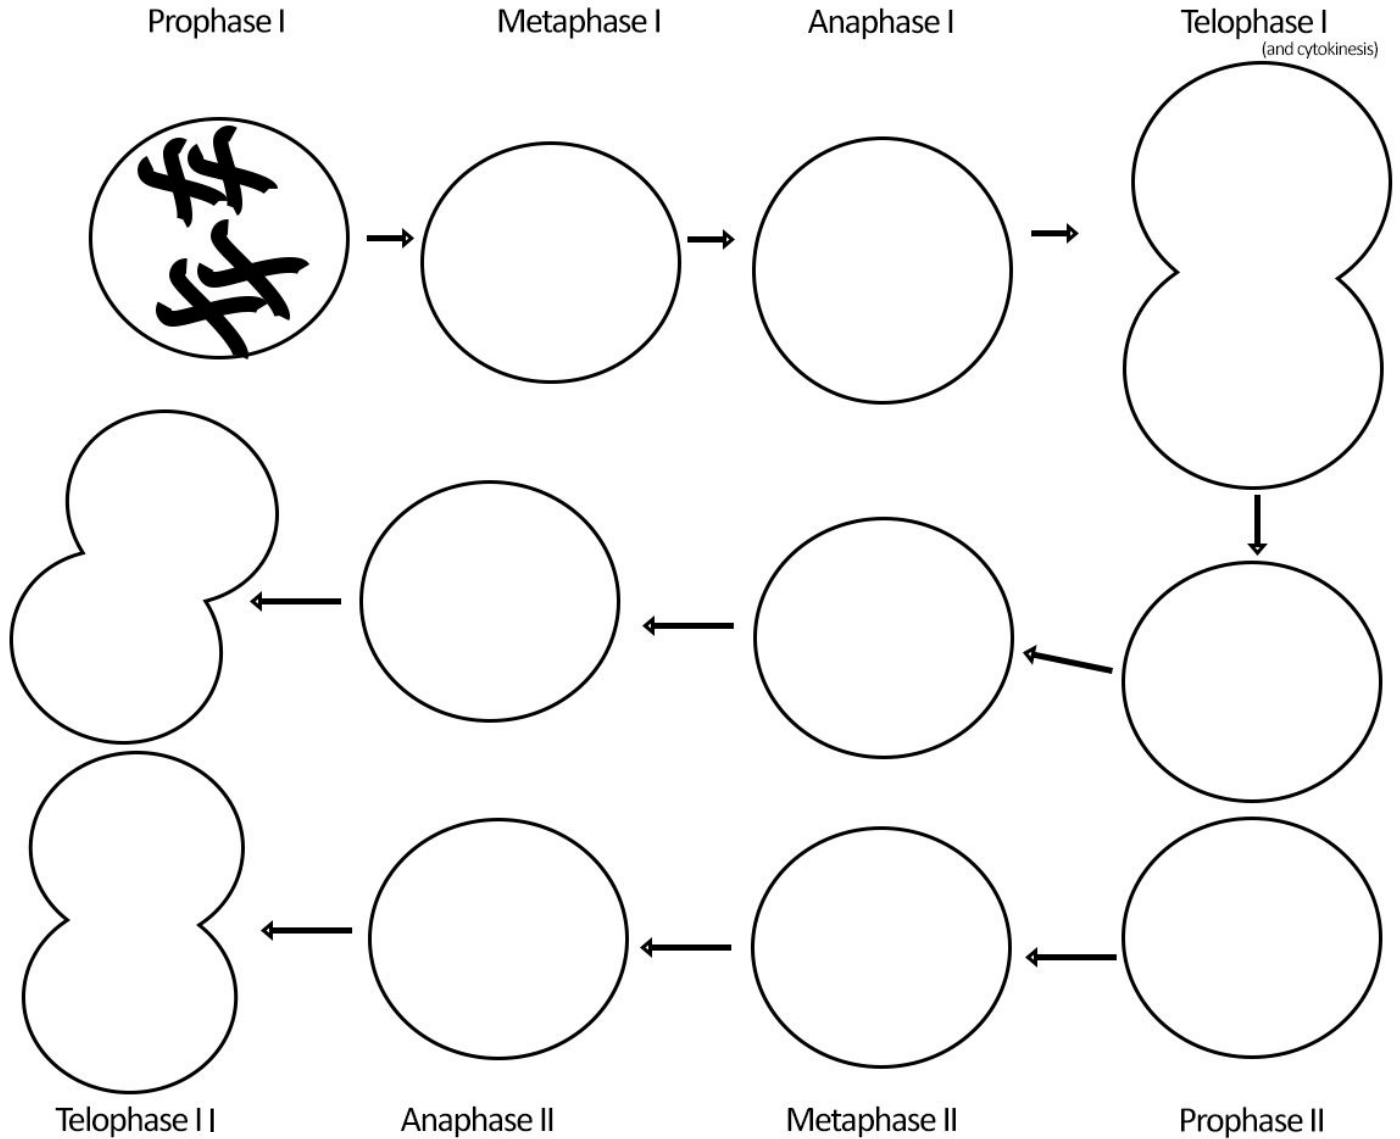 Prophase I
Metaphase I
Anaphase I
Telophase I
(and cytokinesis)
Telophase I I
Anaphase II
Metaphase II
Prophase II